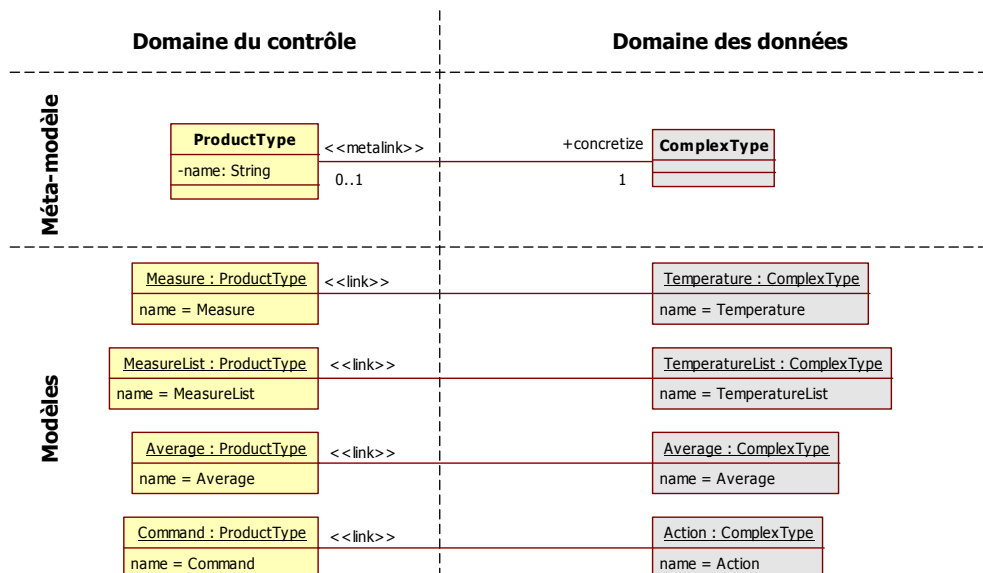 Domaine du contrôle Domaine des données
Méta-modèle
ProductType
-name: String
<<metalink>>
0..1
+concretize
1
ComplexType
Modèles
Measure : ProductType <<link>> Temperature : ComplexType
name = Measure name = Temperature
MeasureList : ProductType <<link>> TemperatureList : ComplexType
name = MeasureList name = TemperatureList
Average : ProductType <<link>> Average : ComplexType
name = Average name = Average
Command : ProductType <<link>> Action : ComplexType
name = Command name = Action